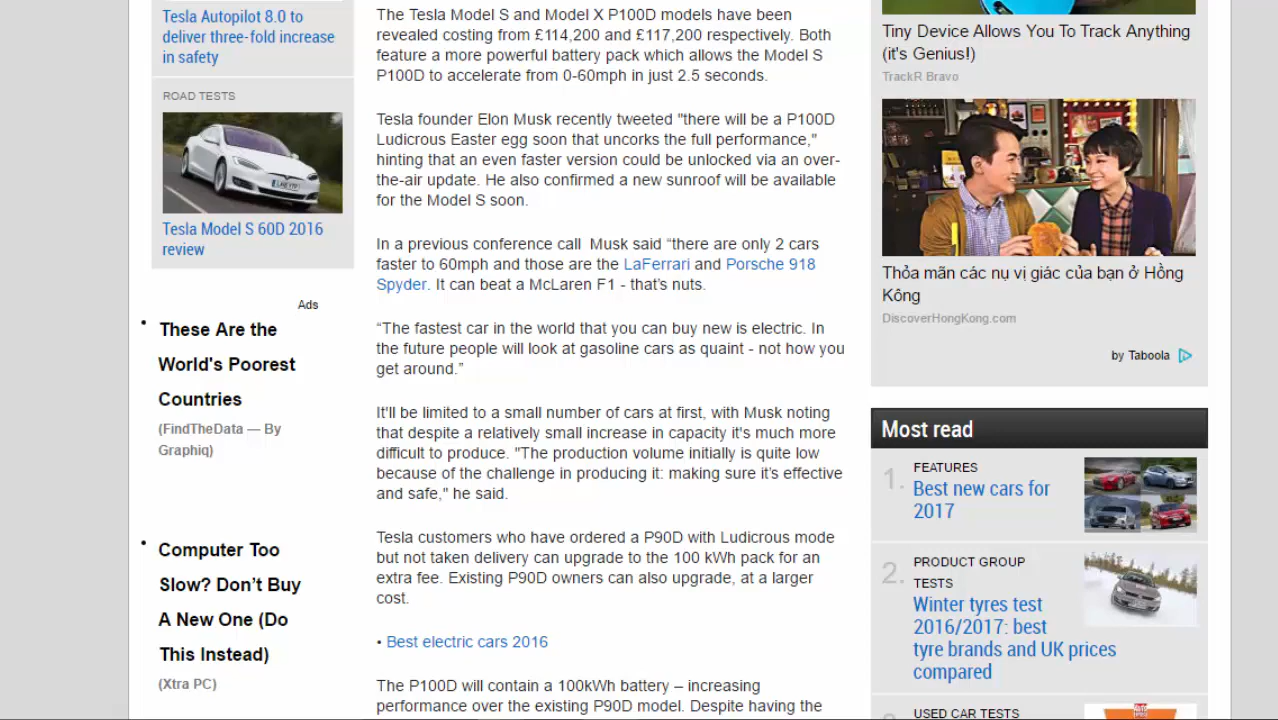 Tesla Autopilot 8.0 to
deliver three-fold increase
in safety
ROAD TESTS
Tesla Model S 60D 2016
review
Ads
• These Are the
World's Poorest
Countries
(FindTheData — By
Graphiq)
• Computer Too
Slow? Don’t Buy
A New One (Do
This Instead)
(Xtra PC)
The Tesla Model S and Model X P100D models have been
revealed costing from £114,200 and £117,200 respectively. Both
feature a more powerful battery pack which allows the Model S
P100D to accelerate from 0-60mph in just 2.5 seconds.
Tesla founder Elon Musk recently tweeted "there will be a P100D
Ludicrous Easter egg soon that uncorks the full performance,"
hinting that an even faster version could be unlocked via an over-
the-air update. He also confirmed a new sunroof will be available
for the Model S soon.
In a previous conference call  Musk said “there are only 2 cars
faster to 60mph and those are the LaFerrari and Porsche 918
Spyder. It can beat a McLaren F1 - that’s nuts.
“The fastest car in the world that you can buy new is electric. In
the future people will look at gasoline cars as quaint - not how you
get around.”
It'll be limited to a small number of cars at first, with Musk noting
that despite a relatively small increase in capacity it's much more
difficult to produce. "The production volume initially is quite low
because of the challenge in producing it: making sure it’s effective
and safe," he said.
Tesla customers who have ordered a P90D with Ludicrous mode
but not taken delivery can upgrade to the 100 kWh pack for an
extra fee. Existing P90D owners can also upgrade, at a larger
cost.
• Best electric cars 2016
The P100D will contain a 100kWh battery – increasing
performance over the existing P90D model. Despite having the
Tiny Device Allows You To Track Anything
(it's Genius!)
TrackR Bravo
Thỏa mãn các nụ vị giác của bạn ở Hồng
Kông
DiscoverHongKong.com
by Taboola
Most read
1. FEATURES
Best new cars for
2017
2. PRODUCT GROUP
TESTS
Winter tyres test
2016/2017: best
tyre brands and UK prices
compared
USED CAR TESTS